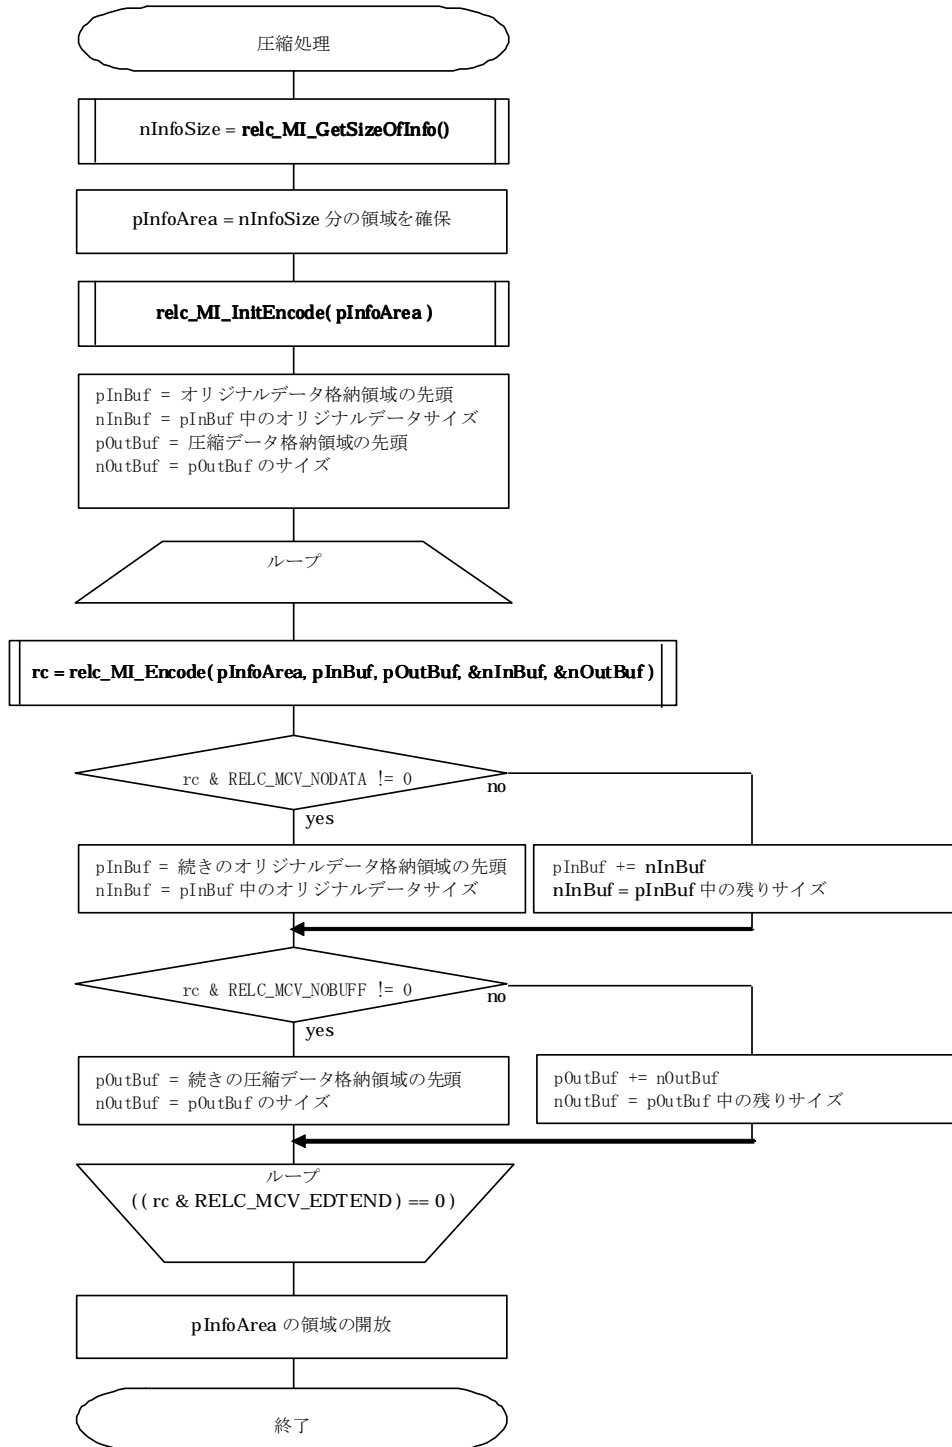 圧縮処理
nInfoSize = relc_MI_GetSizeOfInfo()
pInfoArea = nInfoSize 分の領域を確保
relc_MI_InitEncode( pInfoArea )
pInBuf = オリジナルデータ格納領域の先頭
nInBuf = pInBuf 中のオリジナルデータサイズ
pOutBuf = 圧縮データ格納領域の先頭
nOutBuf = pOutBuf のサイズ
ループ
rc = relc_MI_Encode( pInfoArea, pInBuf, pOutBuf, &nInBuf, &nOutBuf )
rc & RELC_MCV_NODATA != 0
no
yes
pInBuf = 続きのオリジナルデータ格納領域の先頭
nInBuf = pInBuf 中のオリジナルデータサイズ
pInBuf += nInBuf
nInBuf = pInBuf 中の残りサイズ
rc & RELC_MCV_NOBUFF != 0
no
yes
pOutBuf = 続きの圧縮データ格納領域の先頭
nOutBuf = pOutBuf のサイズ
pOutBuf += nOutBuf
nOutBuf = pOutBuf 中の残りサイズ
ループ
( ( rc & RELC_MCV_EDTEND ) == 0 )
pInfoArea の領域の開放
終了